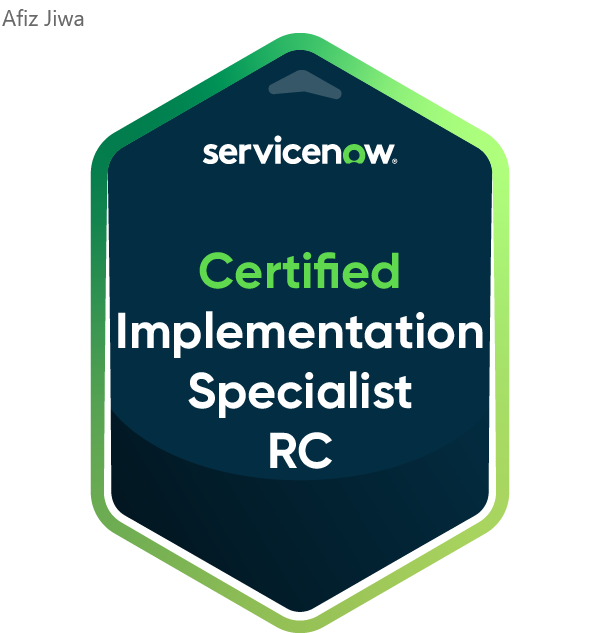 Afiz Jiwa
servicenow®
Certified
Implementation
Specialist
RC